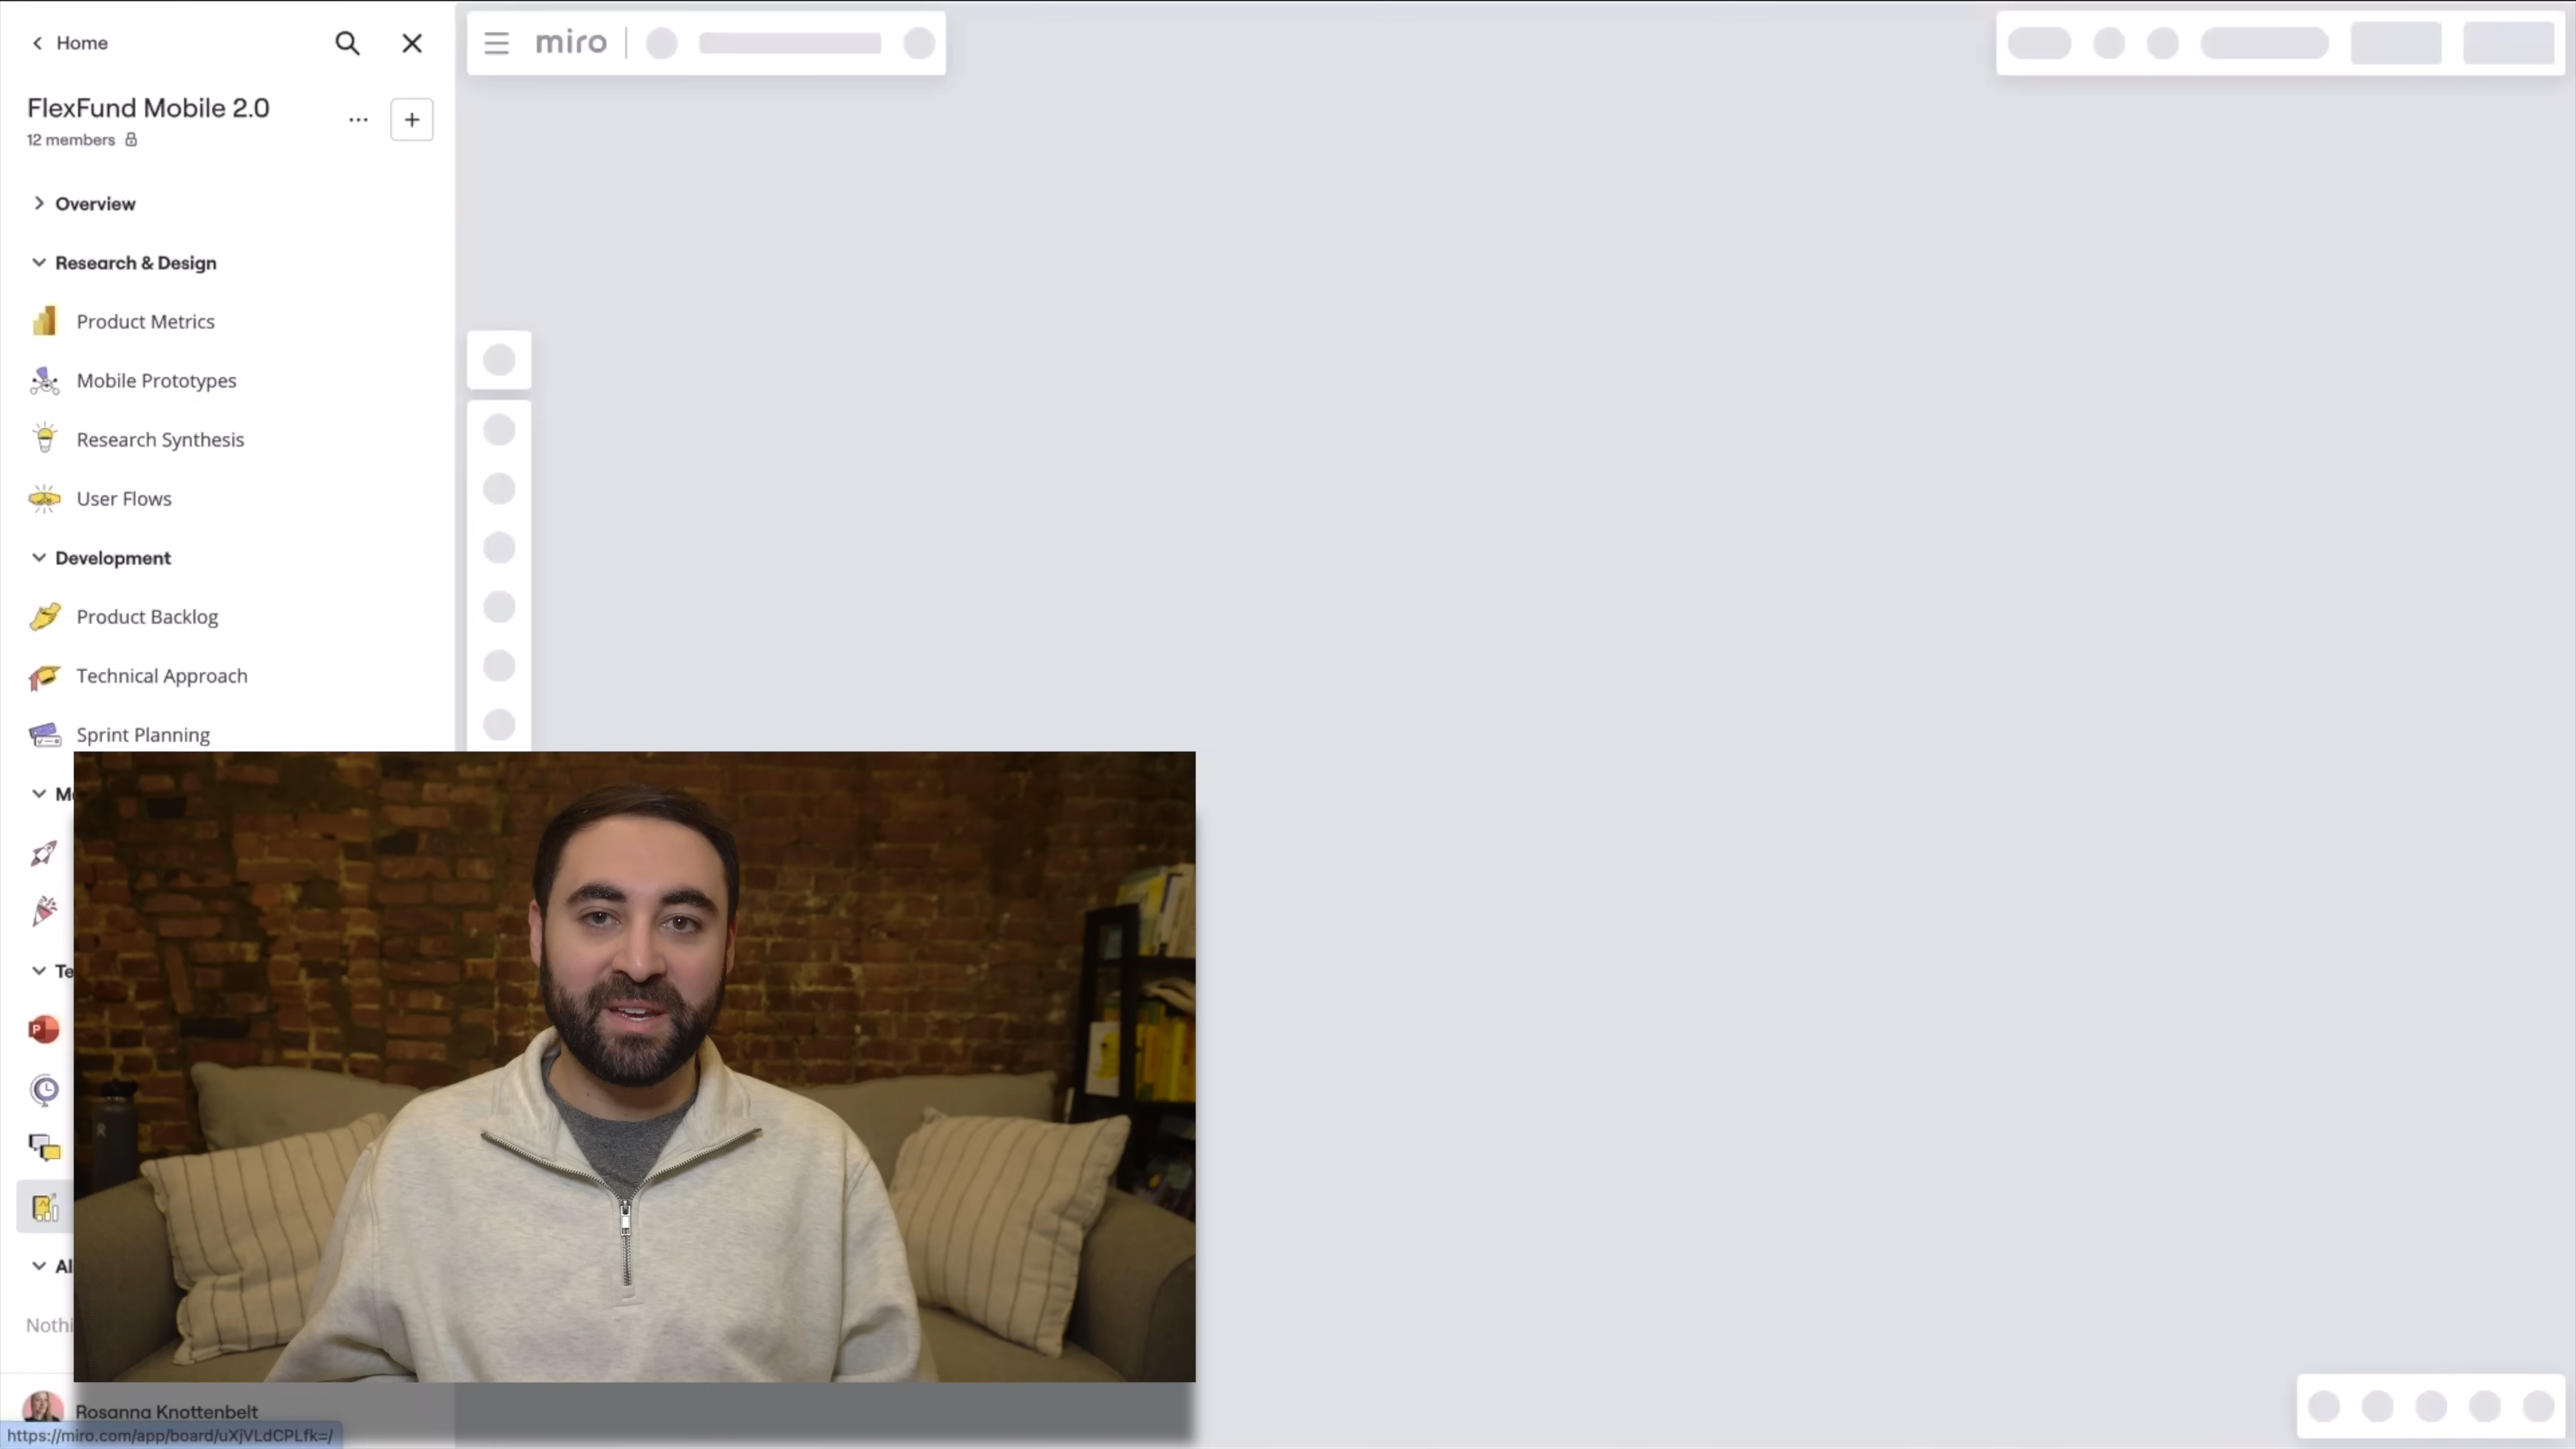 Home
miro
FlexFund Mobile 2.0
12 members
Overview
Research & Design
Product Metrics
Mobile Prototypes
Research Synthesis
User Flows
Development
Product Backlog
Technical Approach
Sprint Planning
P
Rosanna Knottenbelt
https://miro.com/app/board/uXjVLdCPLfk=/